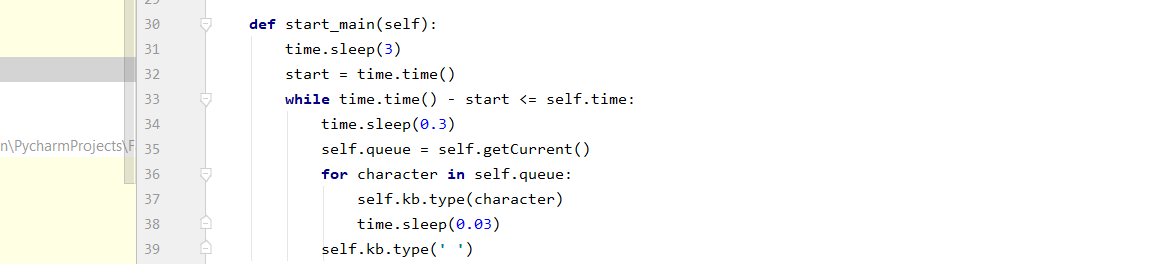 30 def start_main(self):
31 time.sleep(3)
32 start = time.time()
33 while time.time() - start <= self.time:
34 time.sleep(0.3)
n\PycharmProjects\F 35 self.queue = self.getCurrent()
36 for character in self.queue:
37 self.kb.type(character)
38 time.sleep(0.03)
39 self.kb.type(' ')